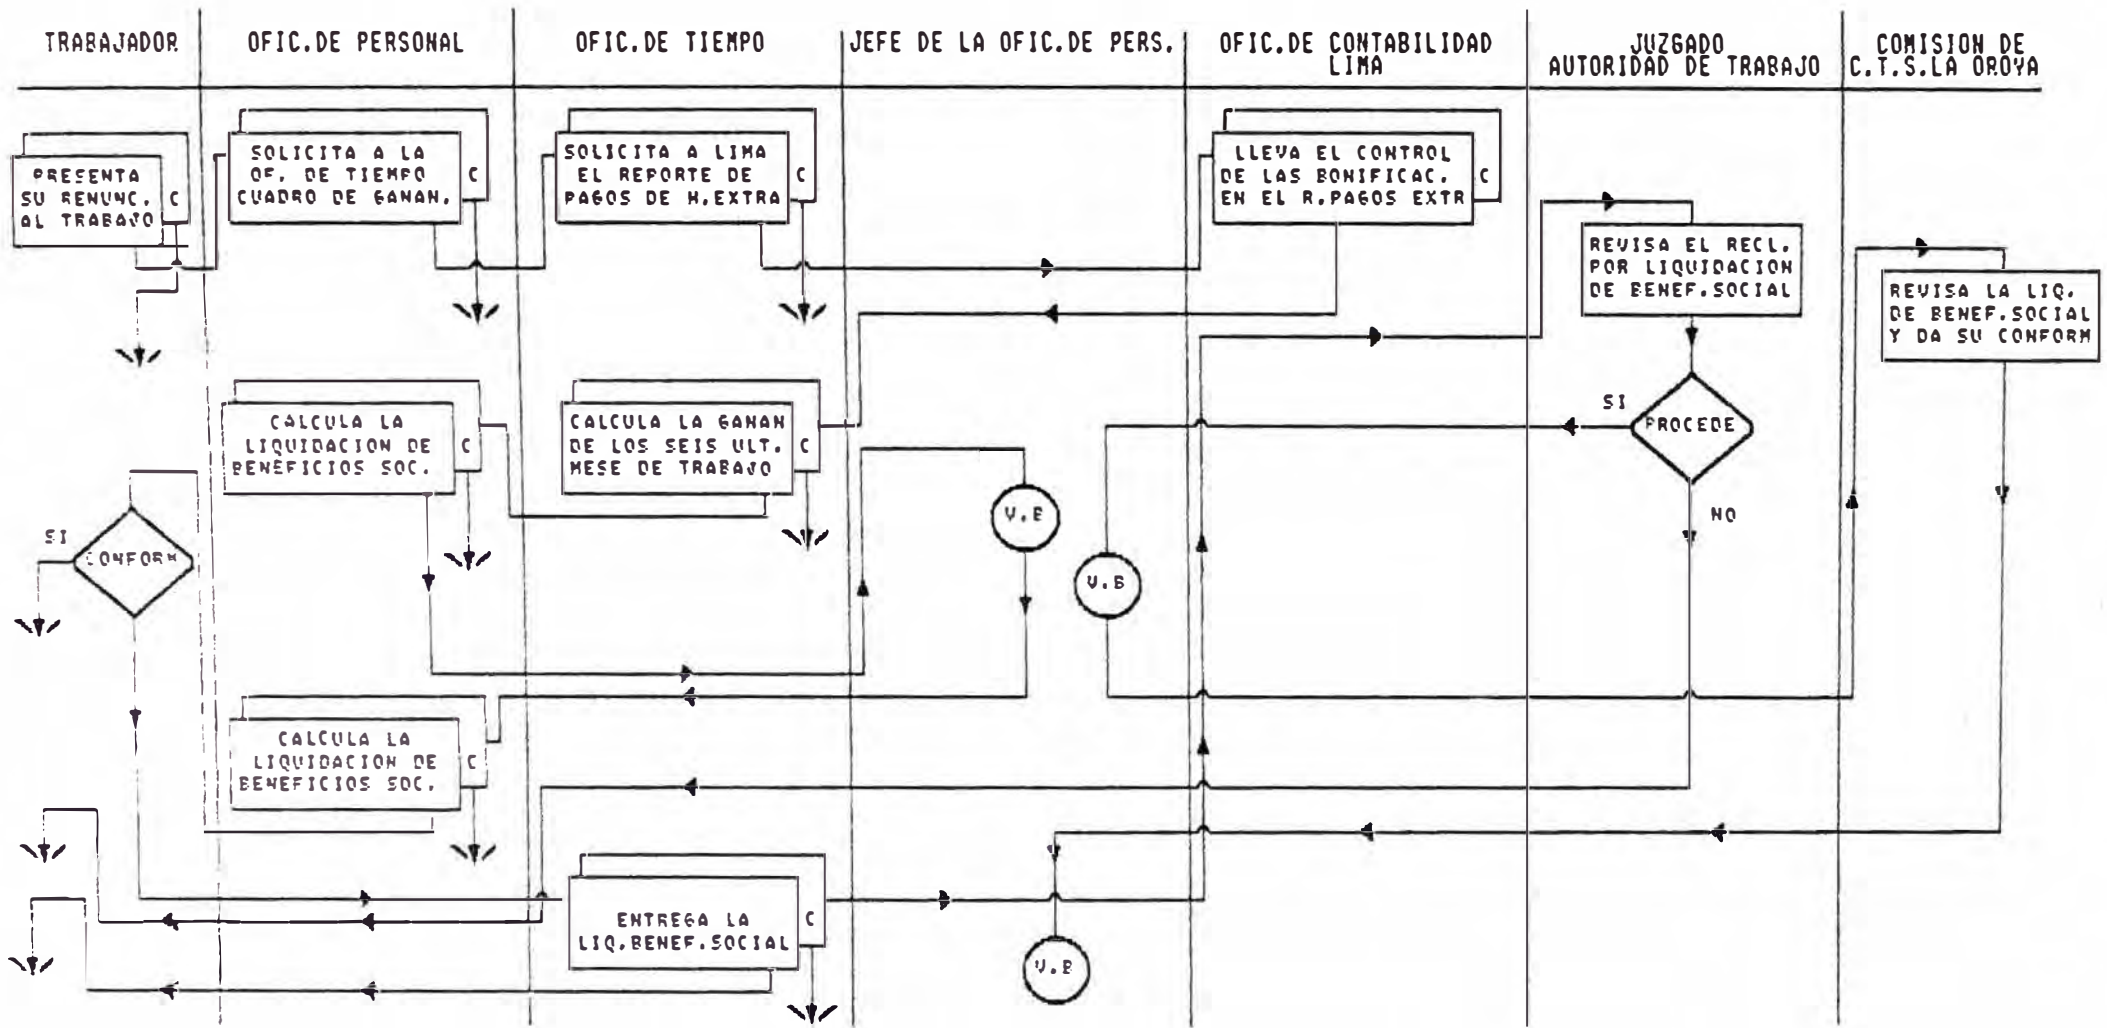 TRABAJADOR
OFIC.DE PERSONAL
OFIC.DE TIEMPO
JEFE DE LA OFIC.DE PERS.
OFIC.DE CONTABILIDAD
LIMA
JUZGADO
AUTORIDAD DE TRABAJO
COMISION DE
C.T.S.LA OROYA
PRESENTA
SU RENUNC.
AL TRABAJO
C
SOLICITA A LA
OF. DE TIEMPO
CUADRO DE GANAN.
C
SOLICITA A LIMA
EL REPORTE DE
PAGOS DE H.EXTRA
C
LLEVA EL CONTROL
DE LAS BONIFICAC.
EN EL R.PAGOS EXTR
C
REVISA EL RECL.
POR LIQUIDACION
DE BENEF.SOCIAL
REVISA LA LIQ.
DE BENEF.SOCIAL
Y DA SU CONFORM
CALCULA LA
LIQUIDACION DE
BENEFICIOS SOC.
C
CALCULA LA GANAN
DE LOS SEIS ULT.
MESE DE TRABAJO
C
SI
PROCEDE
NO
V.B
V.B
SI
CONFORM
CALCULA LA
LIQUIDACION DE
BENEFICIOS SOC.
C
ENTREGA LA
LIQ.BENEF.SOCIAL
C
V.B